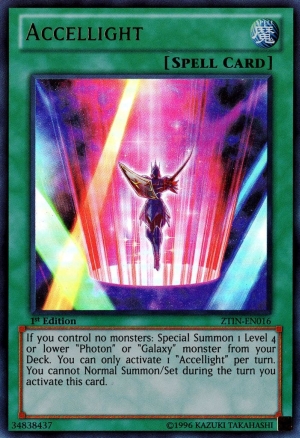 ACCELLIGHT
魔
[SPELL CARD]
1st Edition
ZTIN-EN016
If you control no monsters: Special Summon 1 Level 4
or lower "Photon" or "Galaxy" monster from your
Deck. You can only activate 1 "Accellight" per turn.
You cannot Normal Summon/Set during the turn you
activate this card.
34838437
©1996 KAZUKI TAKAHASHI